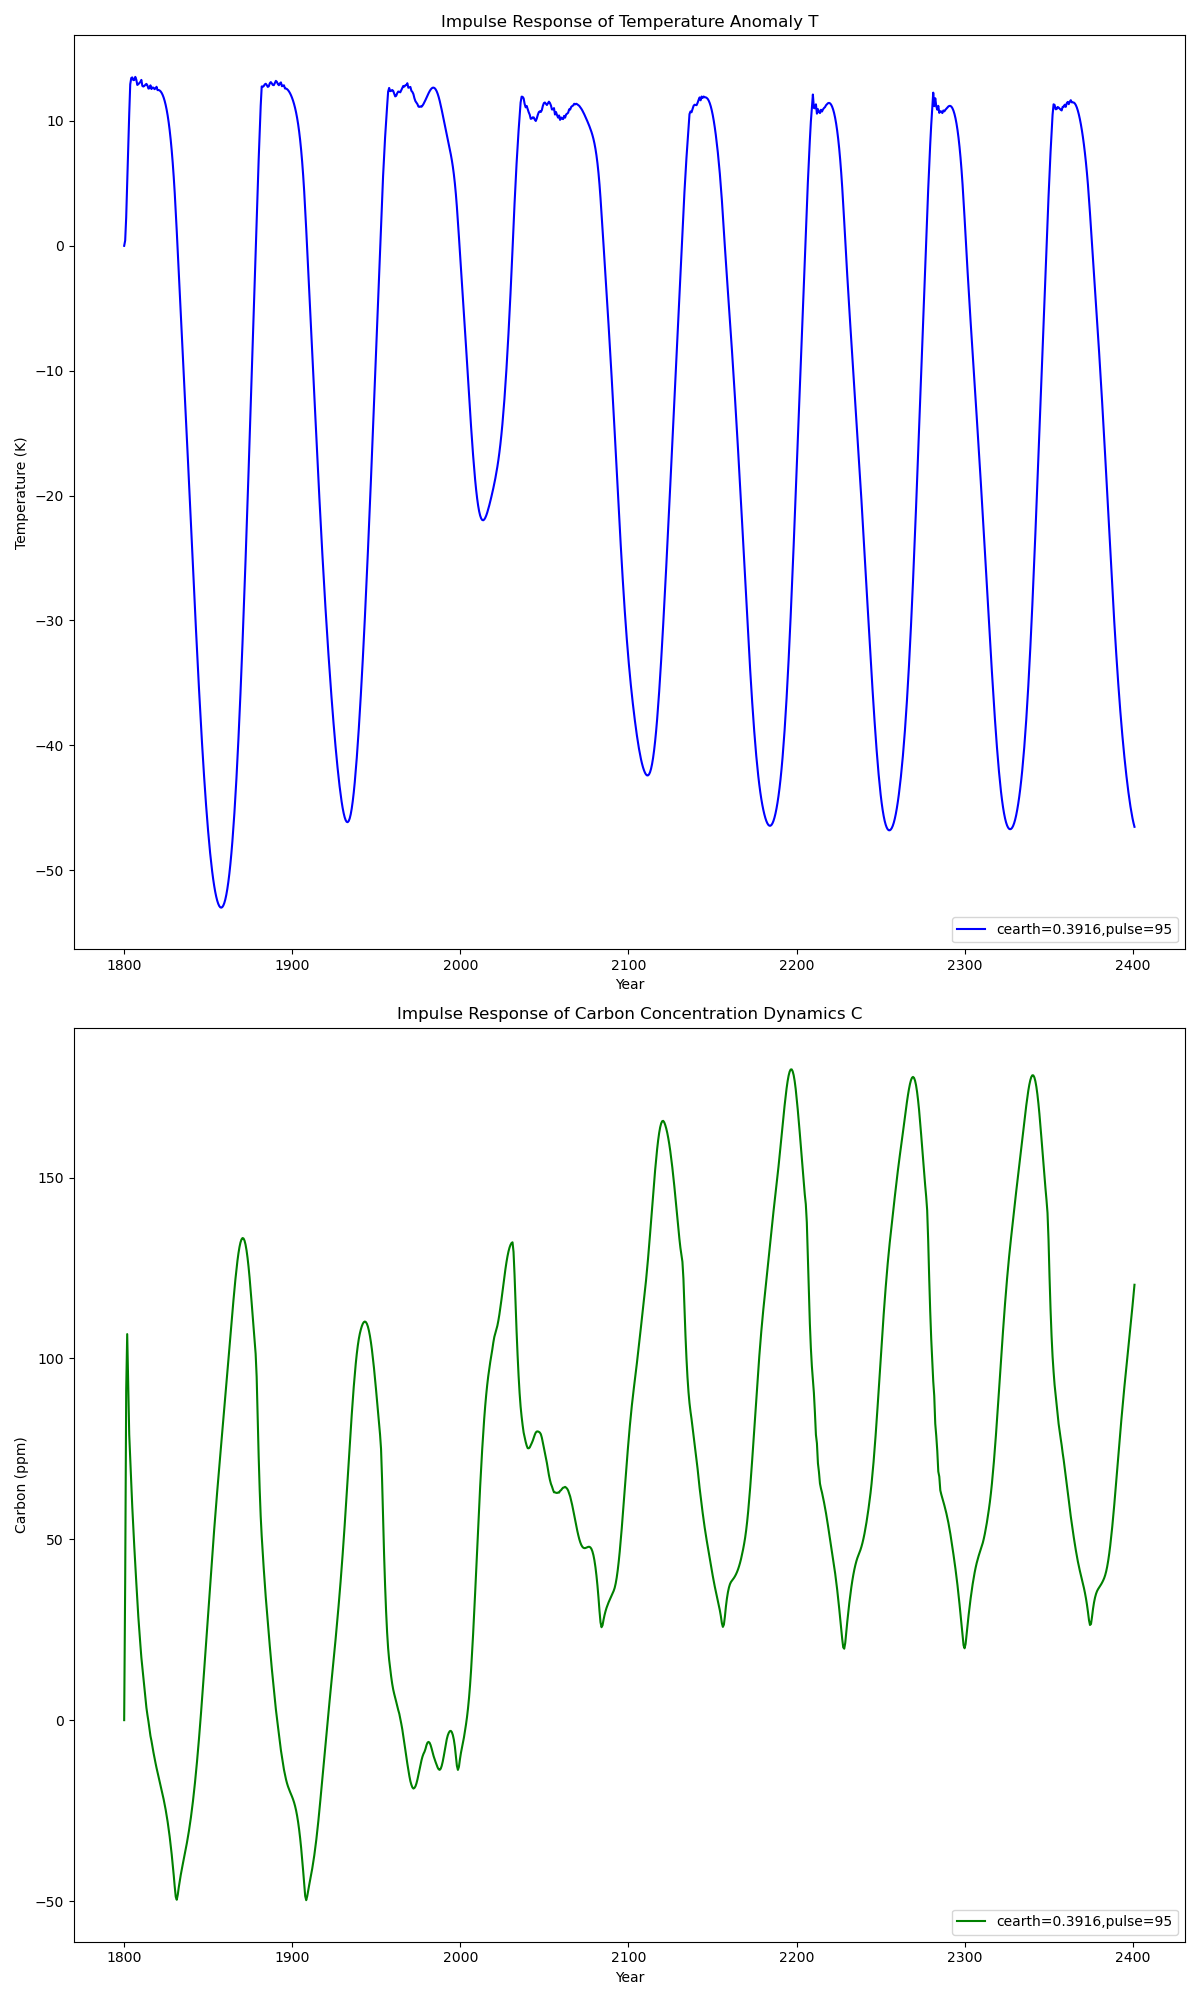 Impulse Response of Temperature Anomaly T
Temperature (K)
10
0
−10
−20
−30
−40
−50
cearth=0.3916,pulse=95
1800 1900 2000 2100 2200 2300 2400
Year
Impulse Response of Carbon Concentration Dynamics C
Carbon (ppm)
150
100
50
0
−50
cearth=0.3916,pulse=95
1800 1900 2000 2100 2200 2300 2400
Year